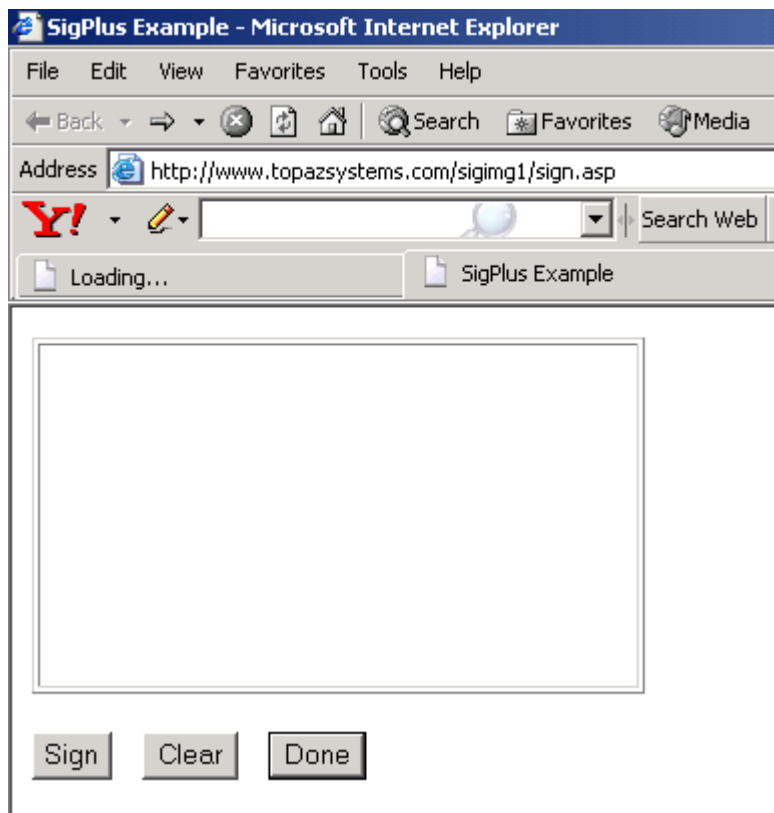 SigPlus Example - Microsoft Internet Explorer
File Edit View Favorites Tools Help
Back Search Favorites Media
Address http://www.topazsystems.com/sigimg1/sign.asp
Y! Search Web
Loading... SigPlus Example
Sign Clear Done